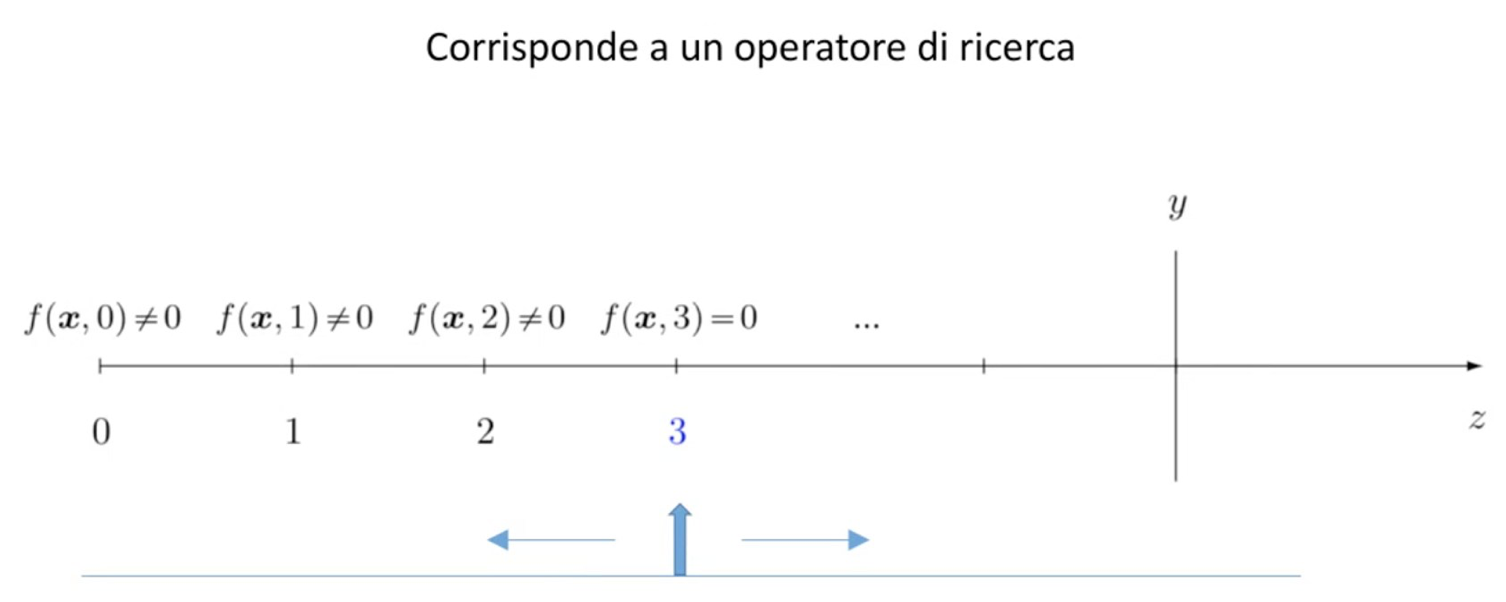 Corrisponde a un operatore di ricerca
y
f(x, 0) ≠ 0 f(x, 1) ≠ 0 f(x, 2) ≠ 0 f(x, 3) = 0 ...
0 1 2 3 z